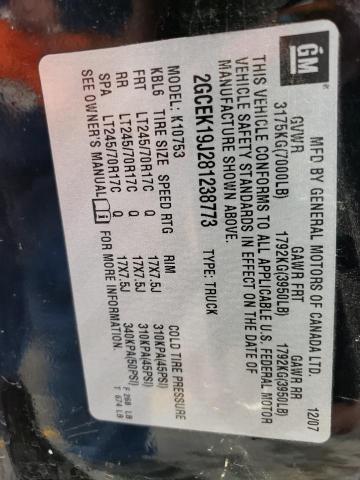 GM ®
MFD BY GENERAL MOTORS OF CANADA LTD. 12/07
GVWR GAWR FRT GAWR RR
3175KG(7000LB) 1792KG(3950LB) 1792KG(3950LB)
THIS VEHICLE CONFORMS TO ALL APPLICABLE U.S. FEDERAL MOTOR
VEHICLE SAFETY STANDARDS IN EFFECT ON THE DATE OF
MANUFACTURE SHOWN ABOVE.
2GCEK19J281238773 TYPE: TRUCK
MODEL: K10753
KBL6 TIRE SIZE SPEED RTG RIM COLD TIRE PRESSURE
FRT LT245/70R17C Q 17X7.5J 310KPA(45PSI)
RR LT245/70R17C Q 17X7.5J 310KPA(45PSI)
SPA LT245/70R17C Q 17X7.5J 340KPA(50PSI)
SEE OWNER'S MANUAL i FOR MORE INFORMATION.
F 268 LB
T 674 LB